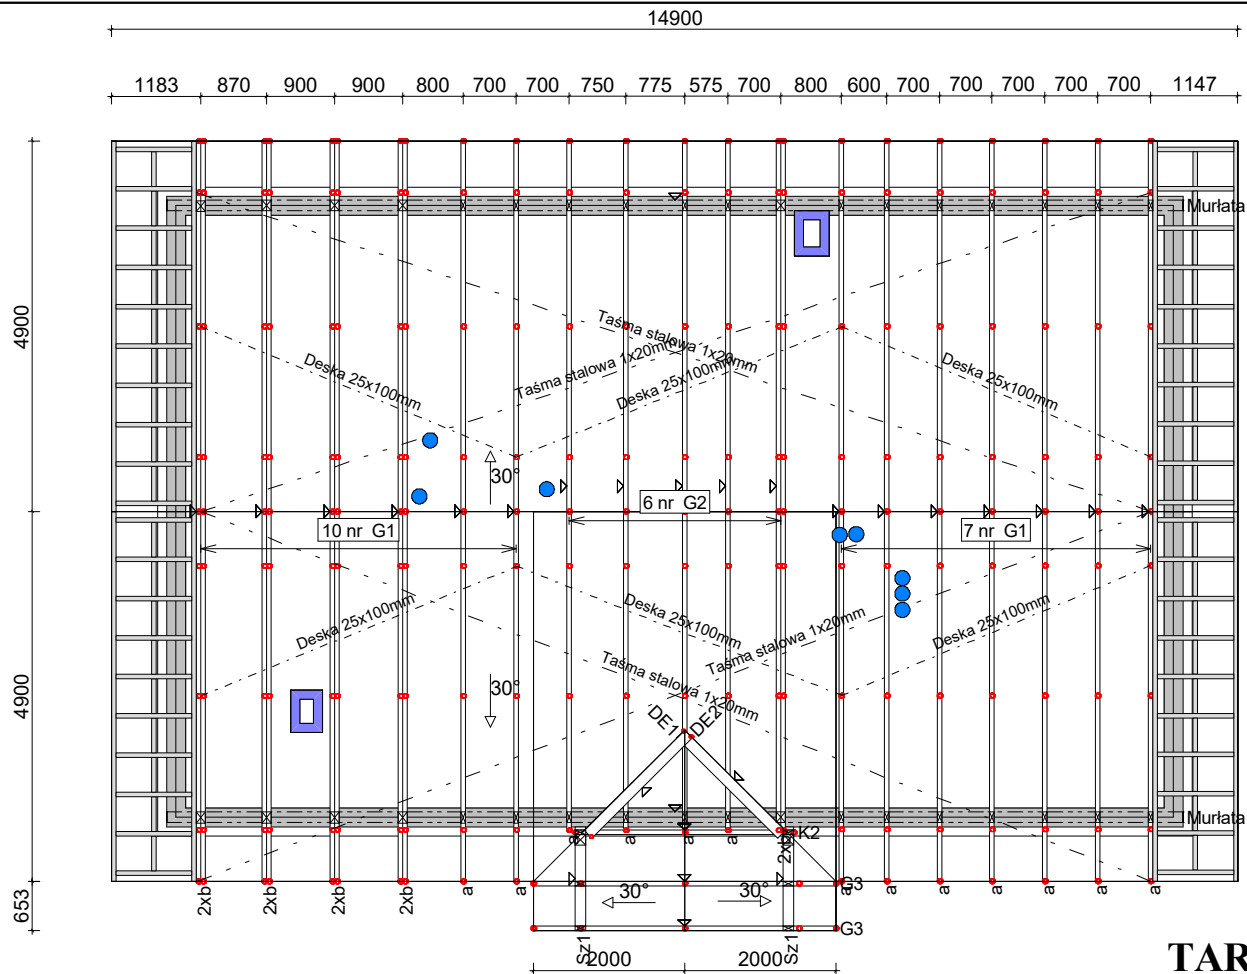 14900
1183 870 900 900 800 700 700 750 775 575 700 800 600 700 700 700 700 700 1147
Murłata
4900
Taśma stalowa 1x20mm
Taśma stalowa 1x20mm
Deska 25x100mm
Deska 25x100mm
Deska 25x100mm
30°
6 nr G2
10 nr G1
7 nr G1
Deska 25x100mm
Deska 25x100mm
Deska 25x100mm
Taśma stalowa 1x20mm
Taśma stalowa 1x20mm
4900
30°
DE1
DE2
Murłata
a
a
a
a
2xb
K2
2xb
2xb
2xb
2xb
a
a
30°
30°
G3
a
a
a
a
a
a
a
653
G3
Sz1
Sz1
2000
2000
TAR